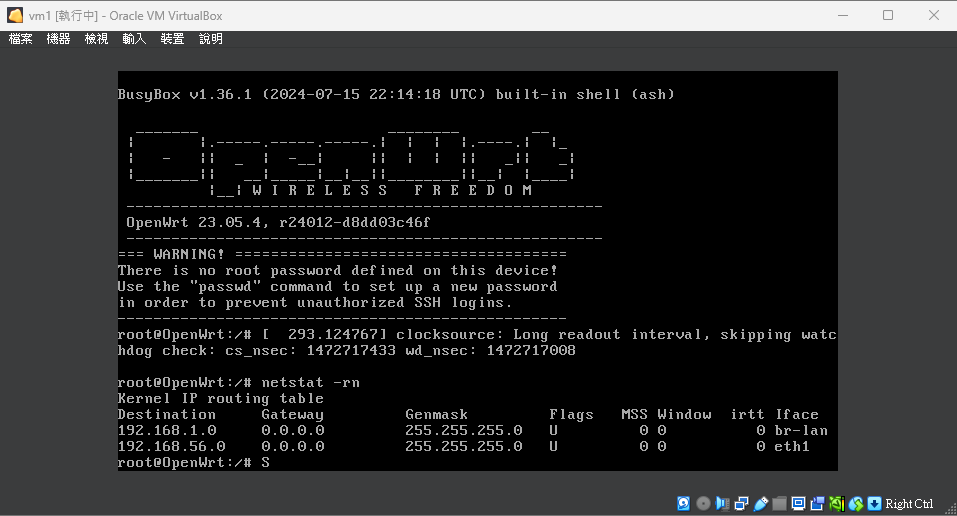 vm1 [執行中] - Oracle VM VirtualBox
檔案 機器 檢視 輸入 裝置 說明
BusyBox v1.36.1 (2024-07-15 22:14:18 UTC) built-in shell (ash)
OpenWrt
W I R E L E S S   F R E E D O M
-----------------------------------------------------
OpenWrt 23.05.4, r24012-d8dd03c46f
-----------------------------------------------------
=== WARNING! =====================================
There is no root password defined on this device!
Use the "passwd" command to set up a new password
in order to prevent unauthorized SSH logins.
--------------------------------------------------
root@OpenWrt:/# [  293.124767] clocksource: Long readout interval, skipping watc
hdog check: cs_nsec: 1472717433 wd_nsec: 1472717008
root@OpenWrt:/# netstat -rn
Kernel IP routing table
Destination     Gateway         Genmask         Flags   MSS Window  irtt Iface
192.168.1.0     0.0.0.0         255.255.255.0   U         0 0          0 br-lan
192.168.56.0    0.0.0.0         255.255.255.0   U         0 0          0 eth1
root@OpenWrt:/# S
Right Ctrl